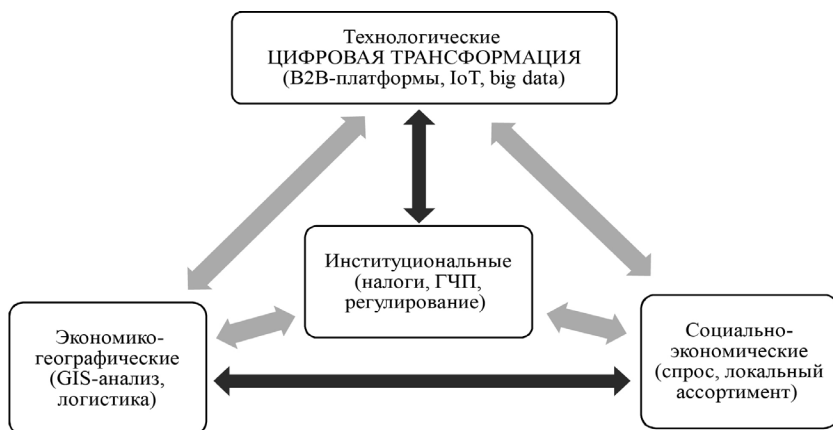 Технологические
ЦИФРОВАЯ ТРАНСФОРМАЦИЯ
(B2B-платформы, IoT, big data)
Институциональные
(налоги, ГЧП,
регулирование)
Экономико-
географические
(GIS-анализ,
логистика)
Социально-
экономические
(спрос, локальный
ассортимент)